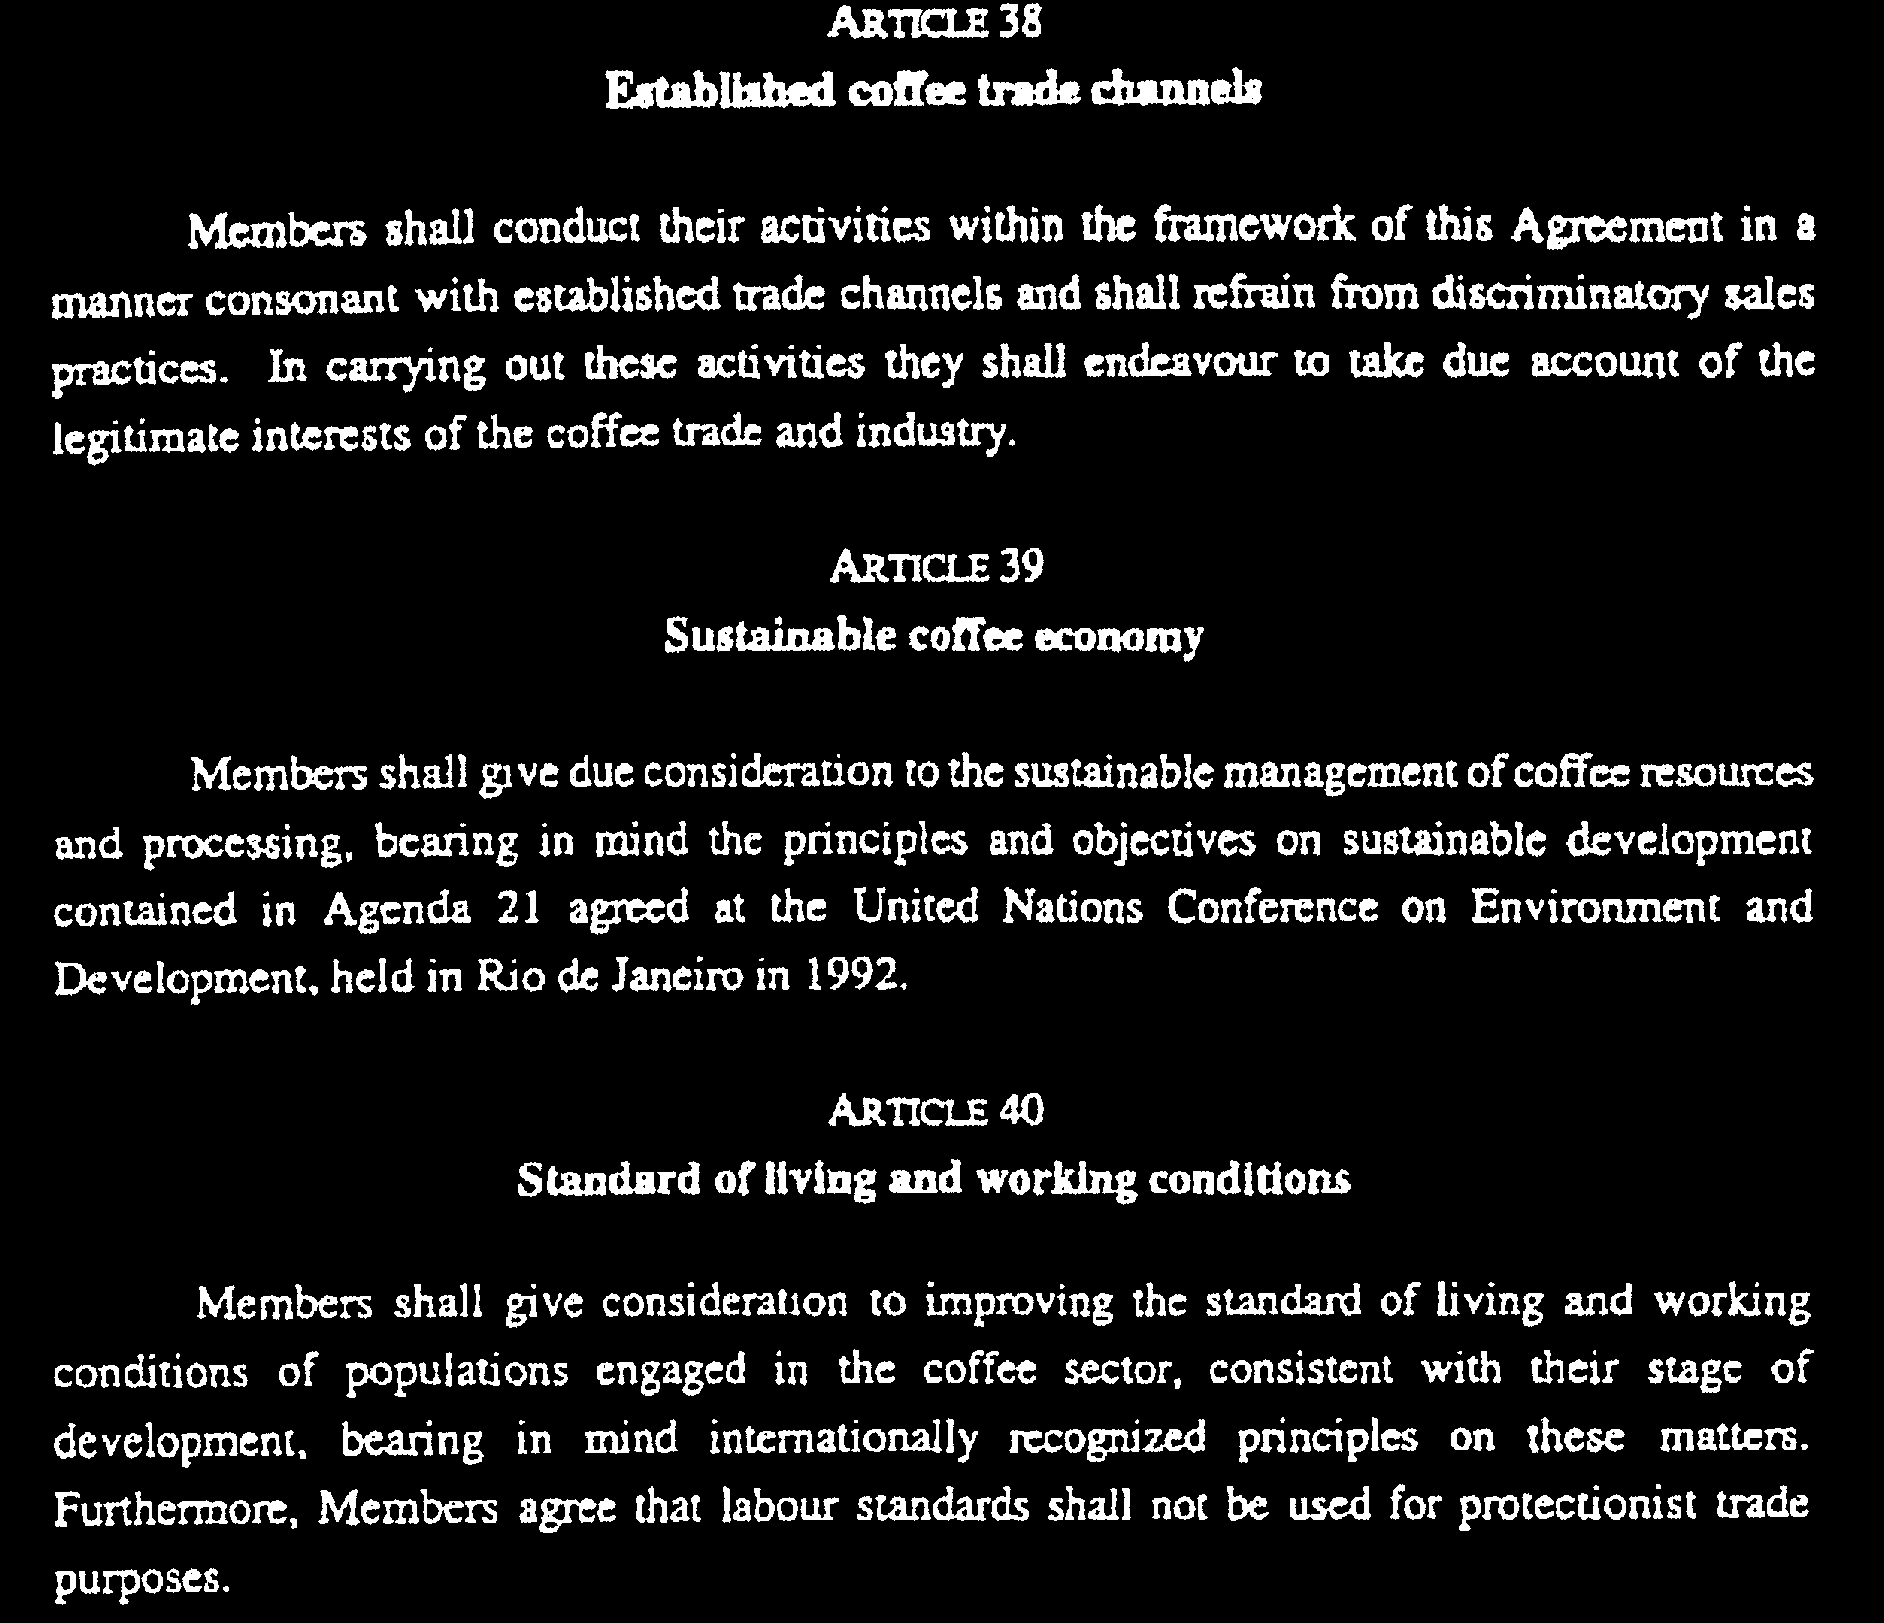 ARTICLE 38
Established coffee trade channels
Members shall conduct their activities within the framework of this Agreement in a
manner consonant with established trade channels and shall refrain from discriminatory sales
practices. In carrying out these activities they shall endeavour to take due account of the
legitimate interests of the coffee trade and industry.
ARTICLE 39
Sustainable coffee economy
Members shall give due consideration to the sustainable management of coffee resources
and processing, bearing in mind the principles and objectives on sustainable development
contained in Agenda 21 agreed at the United Nations Conference on Environment and
Development, held in Rio de Janeiro in 1992.
ARTICLE 40
Standard of living and working conditions
Members shall give consideration to improving the standard of living and working
conditions of populations engaged in the coffee sector, consistent with their stage of
development, bearing in mind internationally recognized principles on these matters.
Furthermore, Members agree that labour standards shall not be used for protectionist trade
purposes.